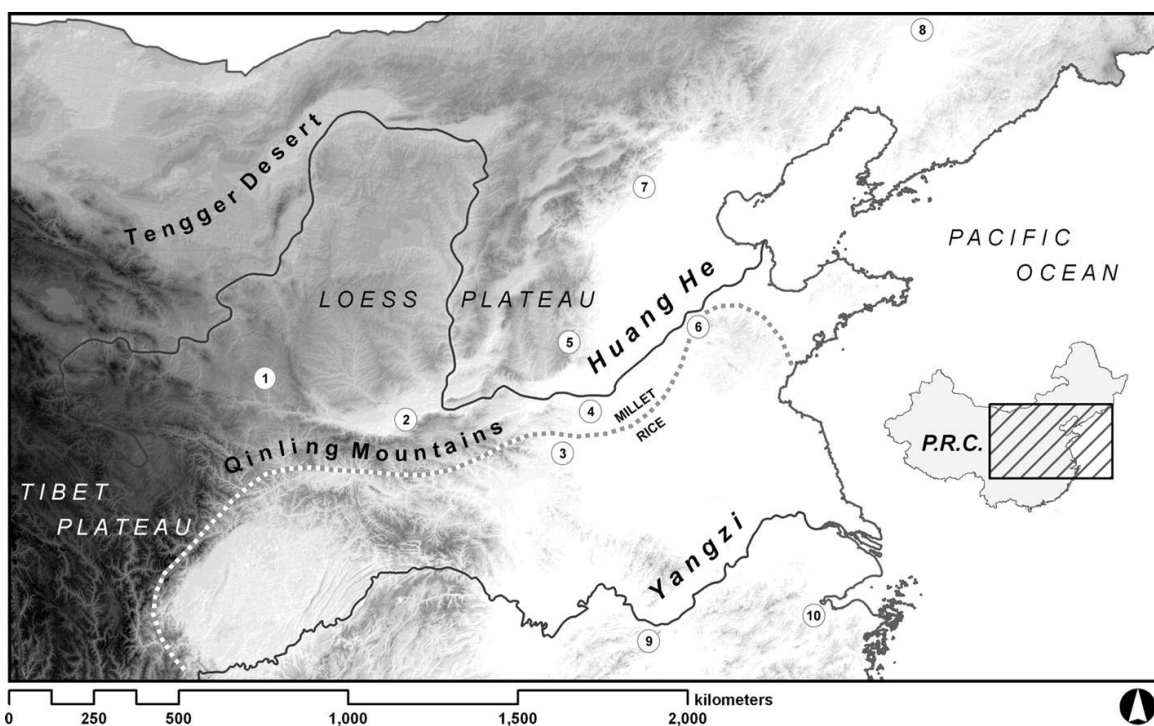 8
Tengger Desert
7
PACIFIC
OCEAN
LOESS PLATEAU
Huang He
6
5
1
MILLET
RICE
4
2
Qinling Mountains
3
P.R.C.
TIBET
PLATEAU
Yangzi
10
9
kilometers
0 250 500 1,000 1,500 2,000